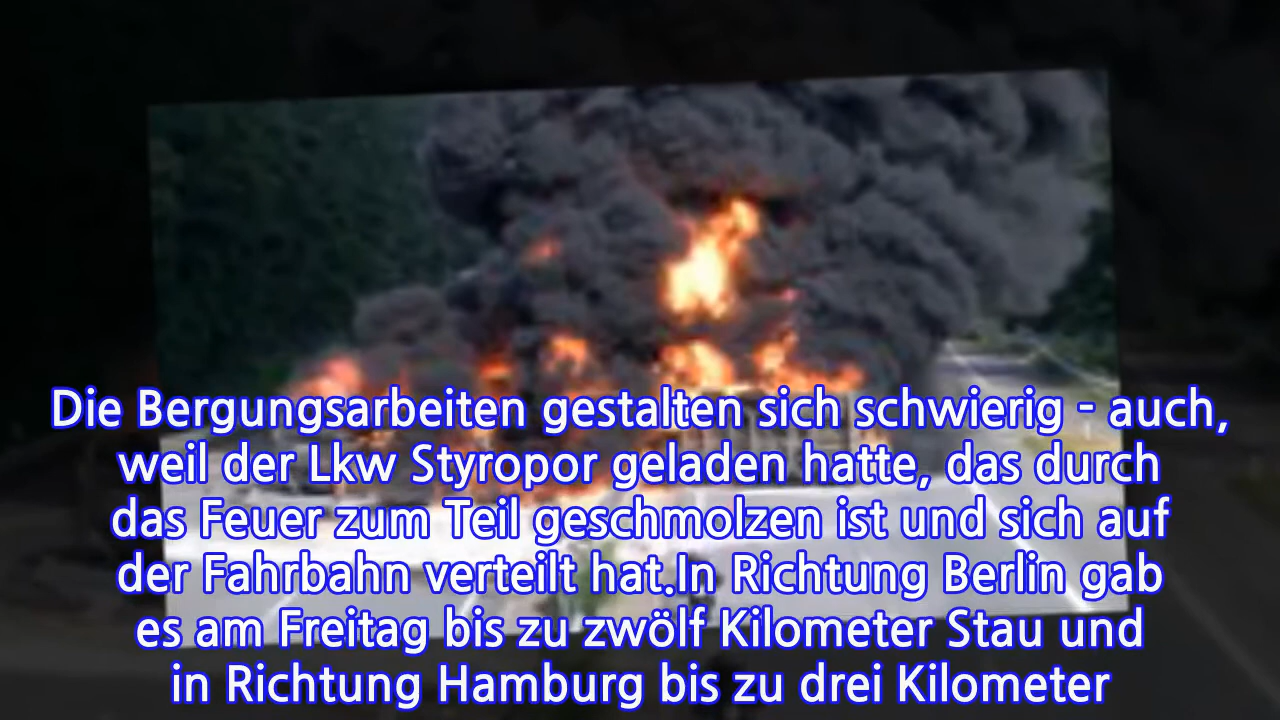 Die Bergungsarbeiten gestalten sich schwierig - auch,
weil der Lkw Styropor geladen hatte, das durch
das Feuer zum Teil geschmolzen ist und sich auf
der Fahrbahn verteilt hat.In Richtung Berlin gab
es am Freitag bis zu zwölf Kilometer Stau und
in Richtung Hamburg bis zu drei Kilometer